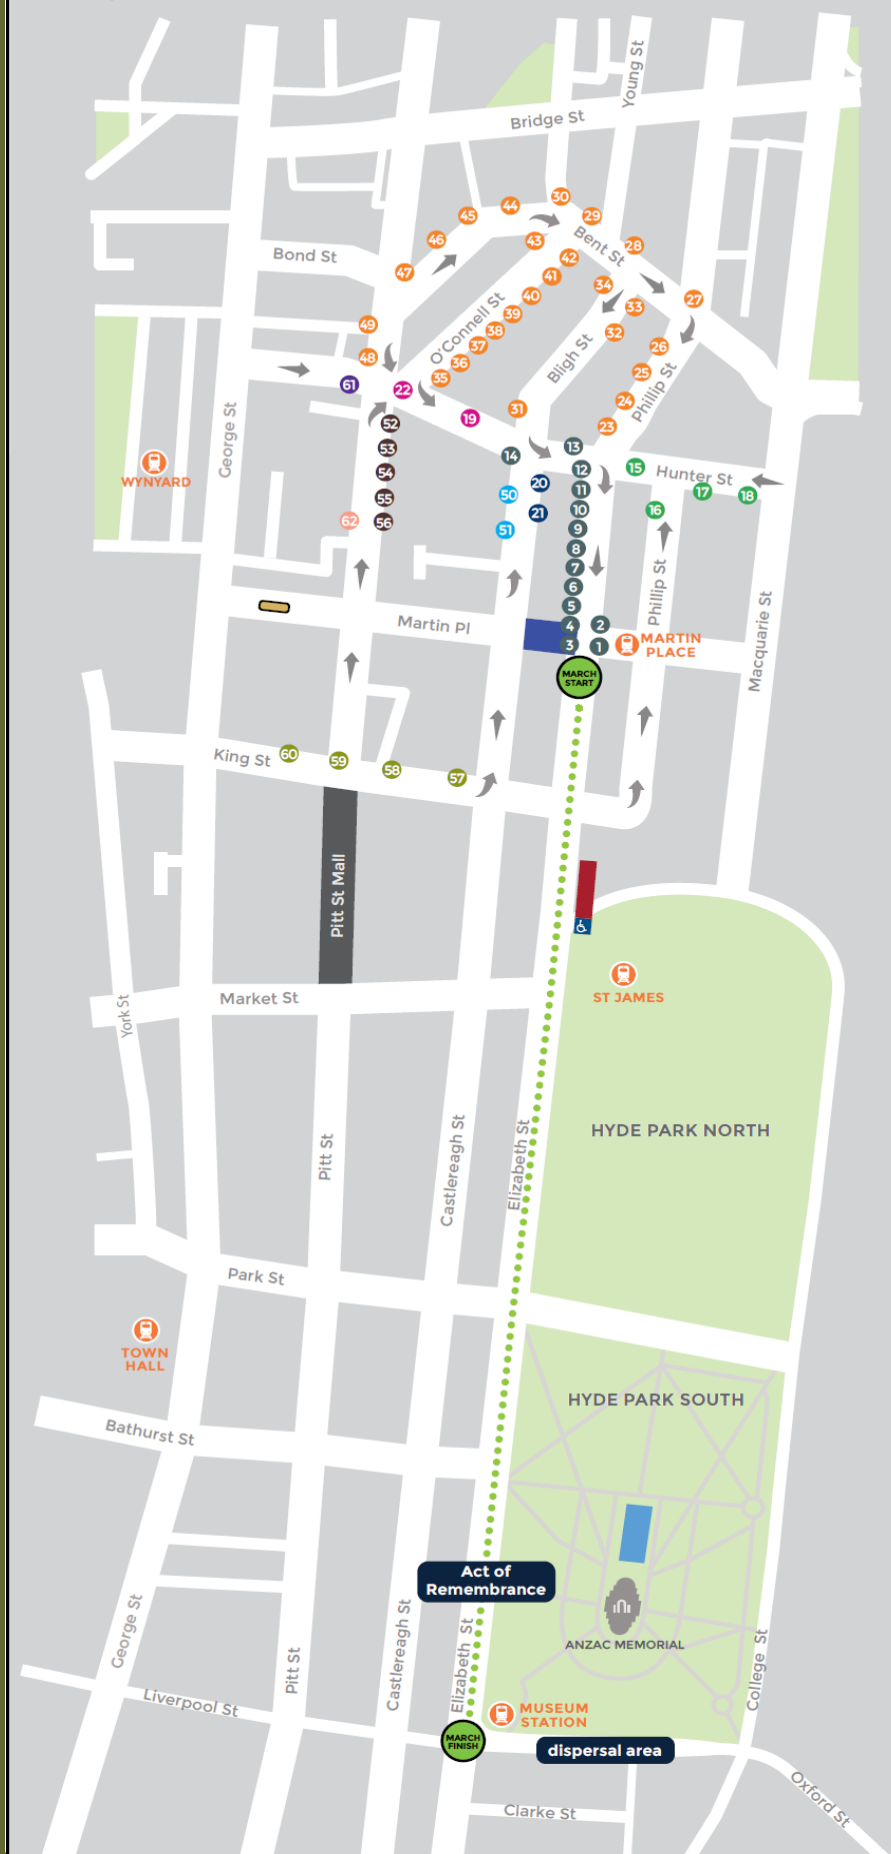 Bridge St
Young St
30
44
45
29
46
43
Bent St
28
Bond St
42
47
41
34
27
40
33
O'Connell St
39
49
38
32
37
Bligh St
26
48
36
25
61
22
35
Phillip St
24
31
19
52
23
George St
53
14
13
WYNYARD
54
12
15
Hunter St
20
55
50
11
17
18
62
56
21
10
16
51
9
8
7
6
Phillip St
5
Martin Pl
4
2
3
1
MARTIN
PLACE
Macquarie St
MARCH
START
King St
60
59
58
57
Pitt St Mall
ST JAMES
Market St
York St
HYDE PARK NORTH
Pitt St
Castlereagh St
Elizabeth St
Park St
TOWN
HALL
HYDE PARK SOUTH
Bathurst St
Act of
Remembrance
George St
ANZAC MEMORIAL
Pitt St
Castlereagh St
Elizabeth St
College St
Liverpool St
MUSEUM
STATION
MARCH
FINISH
dispersal area
Oxford St
Clarke St